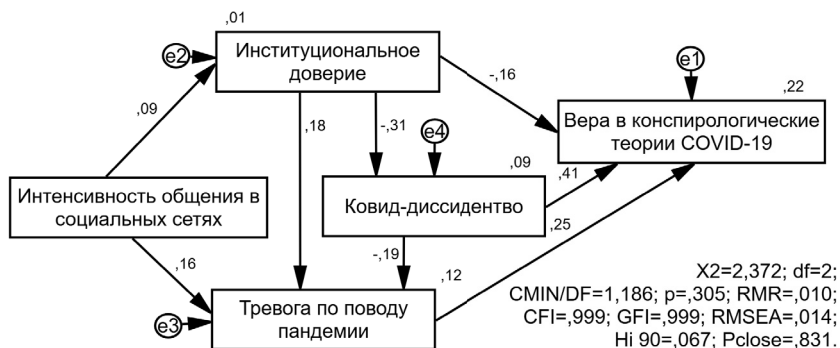 ,01
e2
Институциональное
доверие
-,16
e1
,22
,09
,18
-,31
e4
Вера в конспирологические
теории COVID-19
,09
,41
Интенсивность общения в
социальных сетях
Ковид-диссидентво
,25
,16
-,19
,12
e3
Тревога по поводу
пандемии
X2=2,372; df=2;
CMIN/DF=1,186; p=,305; RMR=,010;
CFI=,999; GFI=,999; RMSEA=,014;
Hi 90=,067; Pclose=,831.